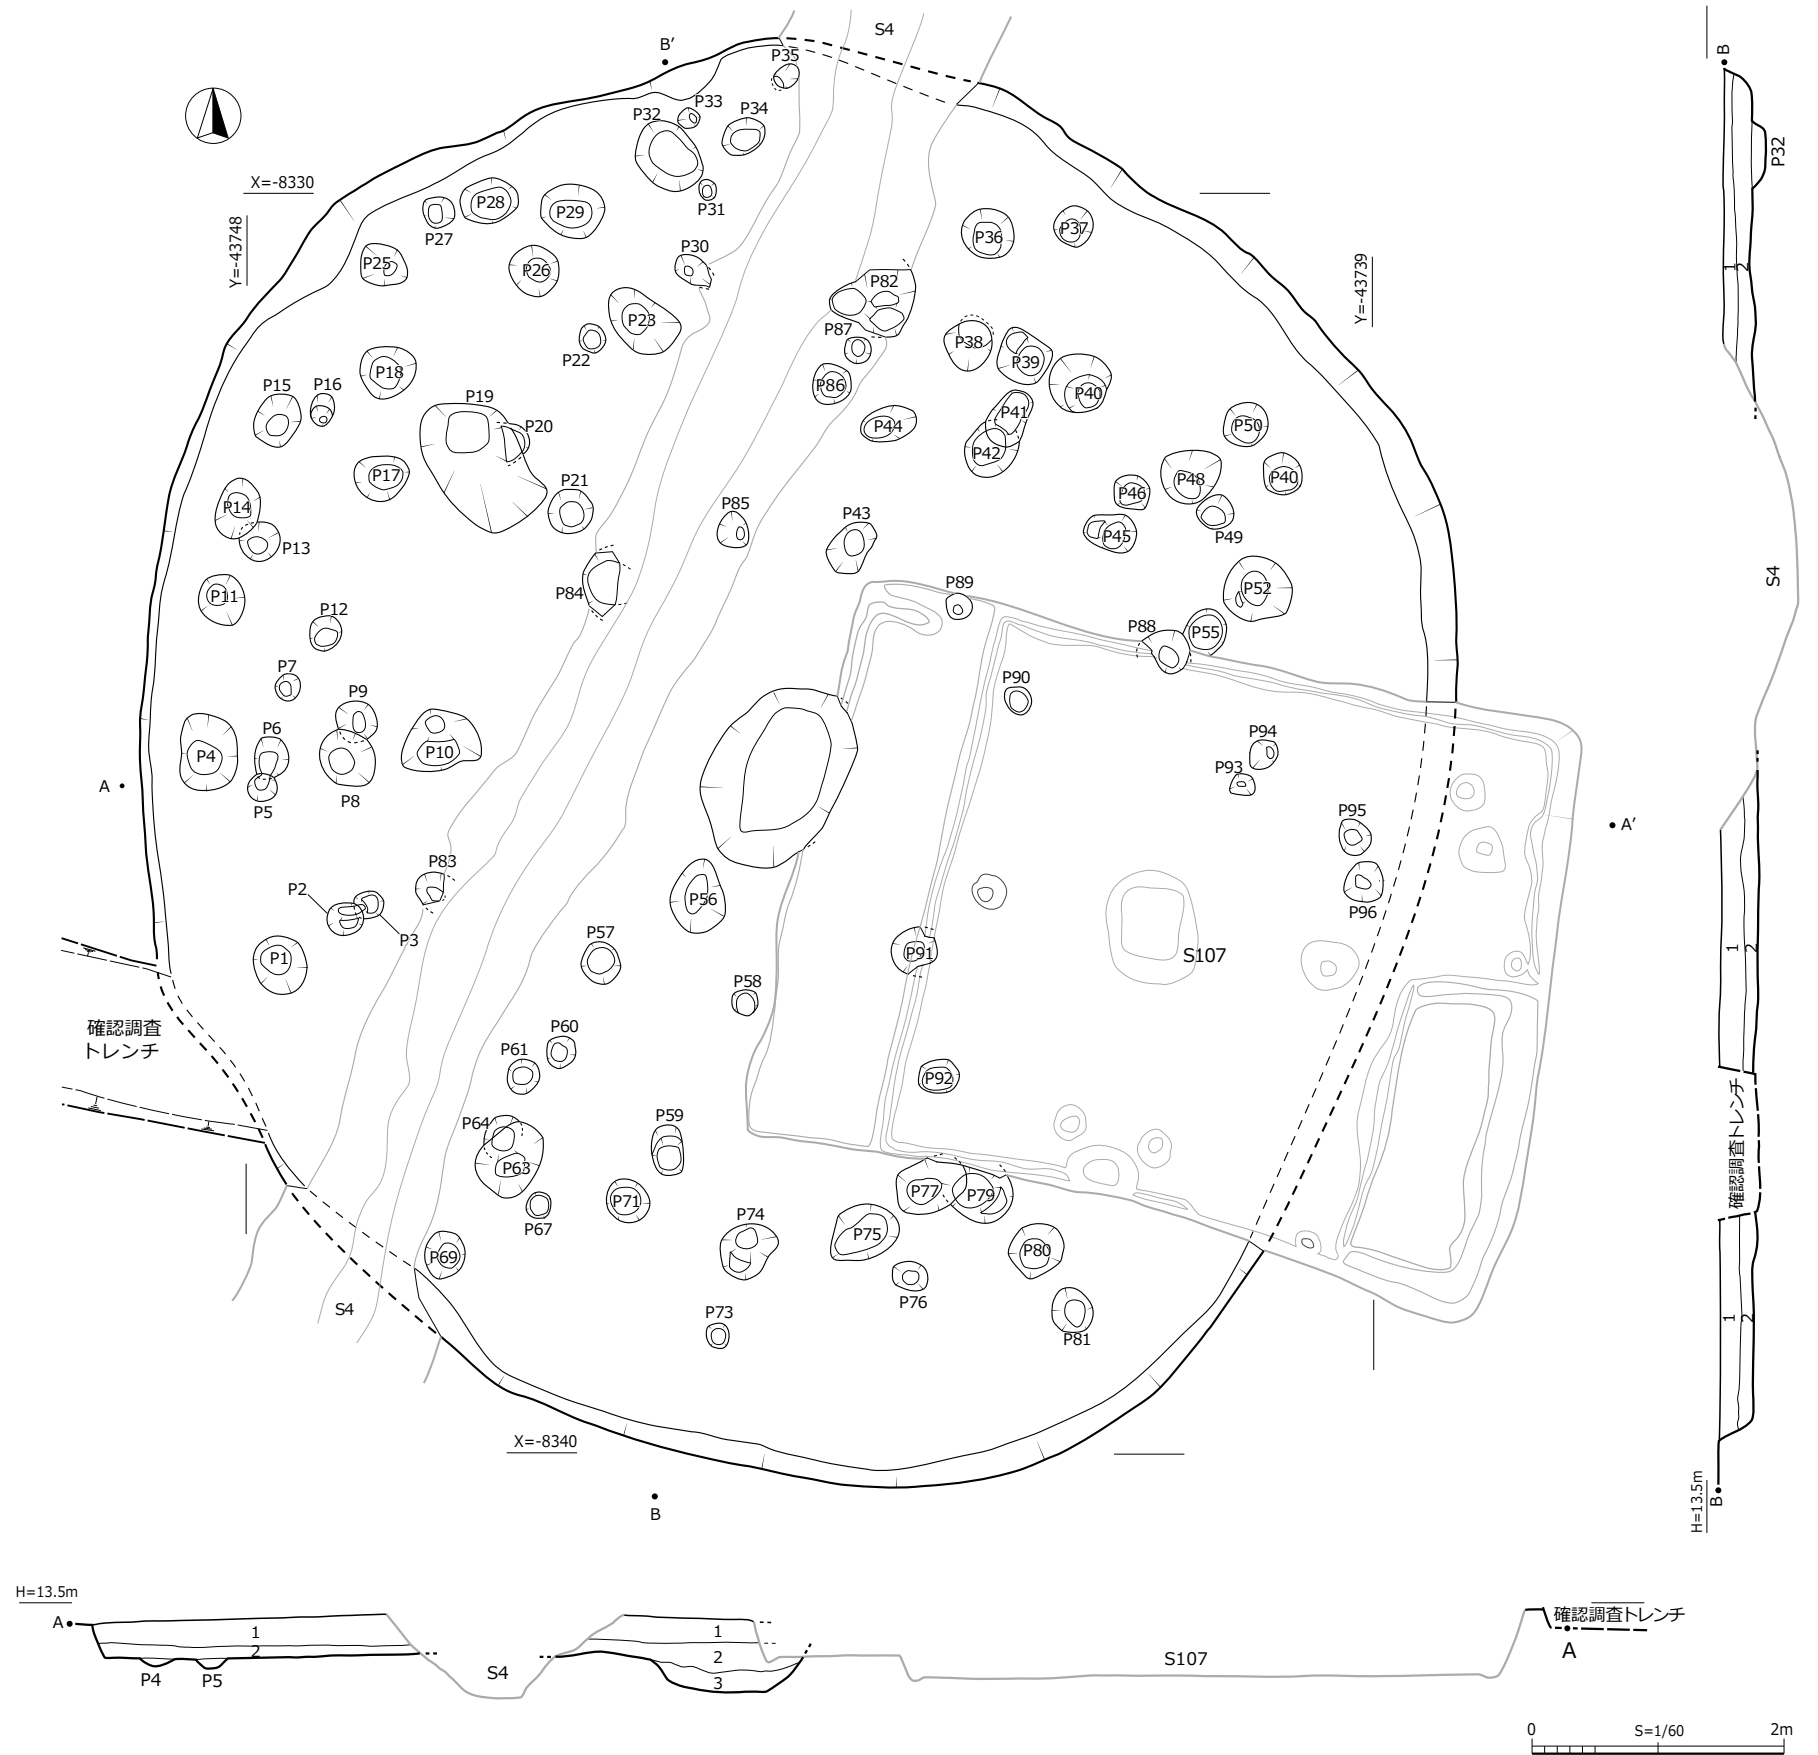 S4
B′
P35
B
P33
P32
P34
P32
X=-8330
P31
P28
P29
P27
Y=-43748
P36
P37
P30
P25
P26
1
2
P82
Y=-43739
P23
P87
P38
P22
P39
P18
P86
P40
P15
P16
P19
P41
P20
P44
P50
P42
P17
P21
P46
P48
P40
P14
P85
P43
P45
P49
P13
S4
P11
P84
P89
P52
P12
P88
P55
P7
P90
P9
P6
P94
P4
P10
P93
A
P8
P5
P95
A′
P83
P2
P56
P96
P3
P57
P91
S107
1
2
P1
P58
確認調査
トレンチ
P60
P61
P92
確認調査トレンチ
P64
P59
P63
P77
P79
P71
P67
P74
P75
P80
P69
S4
P76
P73
P81
1
2
X=-8340
B
B
H=13.5m
H=13.5m
A
1
2
P4
P5
S4
1
2
3
S107
確認調査トレンチ
A
0
S=1/60
2m